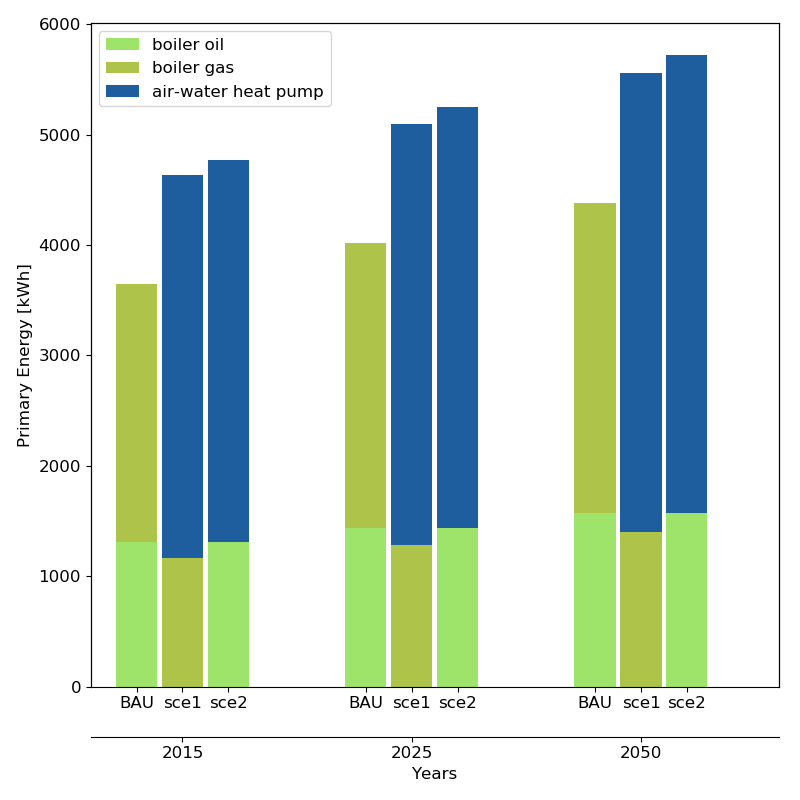 6000
5000
4000
3000
2000
1000
0
Primary Energy [kWh]
boiler oil
boiler gas
air-water heat pump
BAU sce1 sce2 BAU sce1 sce2 BAU sce1 sce2
2015 2025 2050
Years